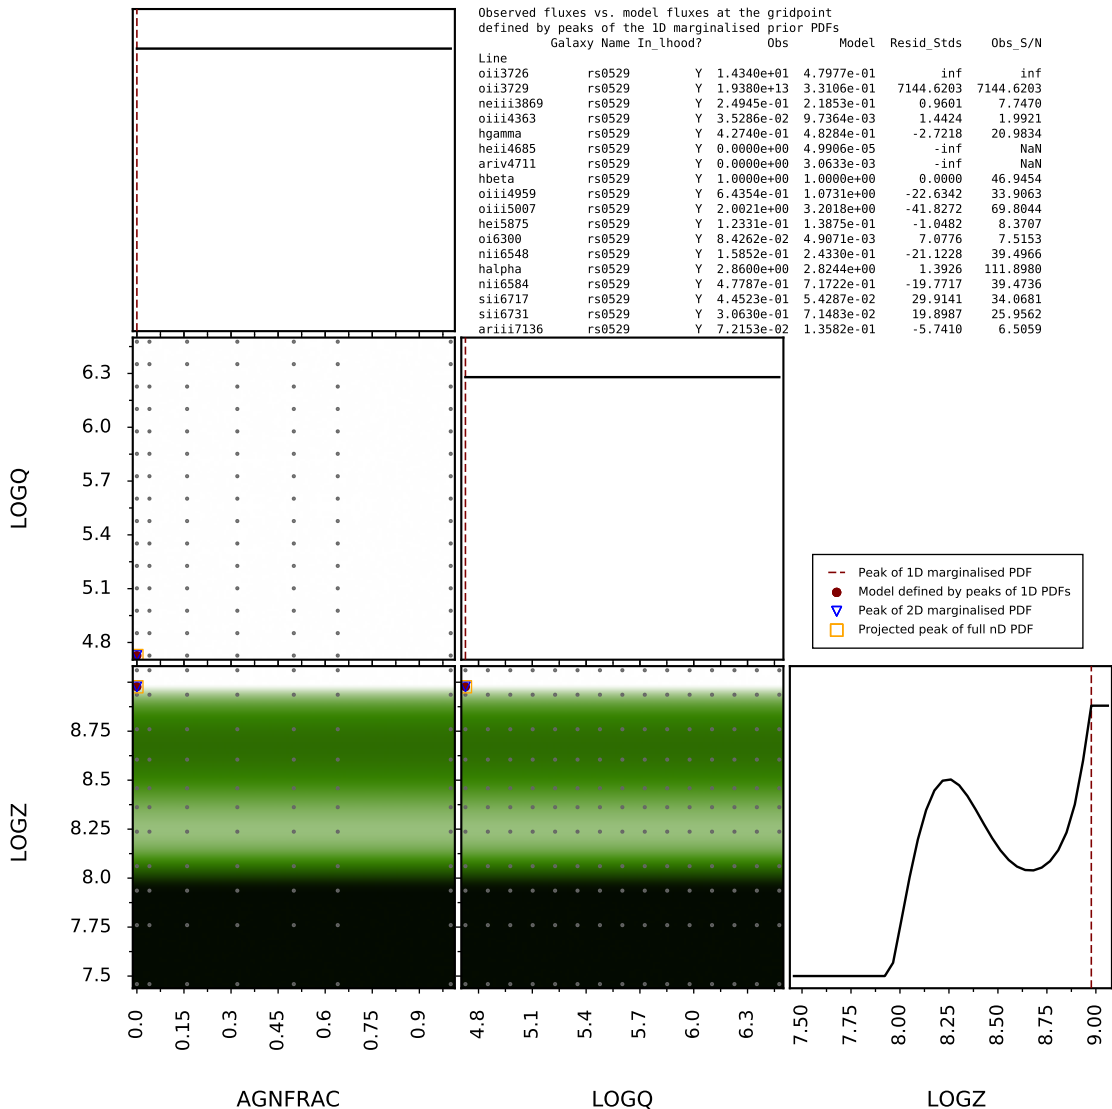 Observed fluxes vs. model fluxes at the gridpoint
defined by peaks of the 1D marginalised prior PDFs
Galaxy Name In_lhood? Obs Model Resid_Stds Obs_S/N
Line
oii3726 rs0529 Y 1.4340e+01 4.7977e-01 inf inf
oii3729 rs0529 Y 1.9380e+13 3.3106e-01 7144.6203 7144.6203
neiii3869 rs0529 Y 2.4945e-01 2.1853e-01 0.9601 7.7470
oiii4363 rs0529 Y 3.5286e-02 9.7364e-03 1.4424 1.9921
hgamma rs0529 Y 4.2740e-01 4.8284e-01 -2.7218 20.9834
heii4685 rs0529 Y 0.0000e+00 4.9906e-05 -inf NaN
ariv4711 rs0529 Y 0.0000e+00 3.0633e-03 -inf NaN
hbeta rs0529 Y 1.0000e+00 1.0000e+00 0.0000 46.9454
oiii4959 rs0529 Y 6.4354e-01 1.0731e+00 -22.6342 33.9063
oiii5007 rs0529 Y 2.0021e+00 3.2018e+00 -41.8272 69.8044
hei5875 rs0529 Y 1.2331e-01 1.3875e-01 -1.0482 8.3707
oi6300 rs0529 Y 8.4262e-02 4.9071e-03 7.0776 7.5153
nii6548 rs0529 Y 1.5852e-01 2.4330e-01 -21.1228 39.4966
halpha rs0529 Y 2.8600e+00 2.8244e+00 1.3926 111.8980
nii6584 rs0529 Y 4.7787e-01 7.1722e-01 -19.7717 39.4736
sii6717 rs0529 Y 4.4523e-01 5.4287e-02 29.9141 34.0681
sii6731 rs0529 Y 3.0630e-01 7.1483e-02 19.8987 25.9562
ariii7136 rs0529 Y 7.2153e-02 1.3582e-01 -5.7410 6.5059
6.3
6.0
5.7
5.4
5.1
4.8
LOGQ
Peak of 1D marginalised PDF
Model defined by peaks of 1D PDFs
Peak of 2D marginalised PDF
Projected peak of full nD PDF
8.75
8.5
8.25
8.0
7.75
7.5
LOGZ
0.0 0.15 0.3 0.45 0.6 0.75 0.9
4.8 5.1 5.4 5.7 6.0 6.3
7.50 7.75 8.00 8.25 8.50 8.75 9.00
AGNFRAC LOGQ LOGZ